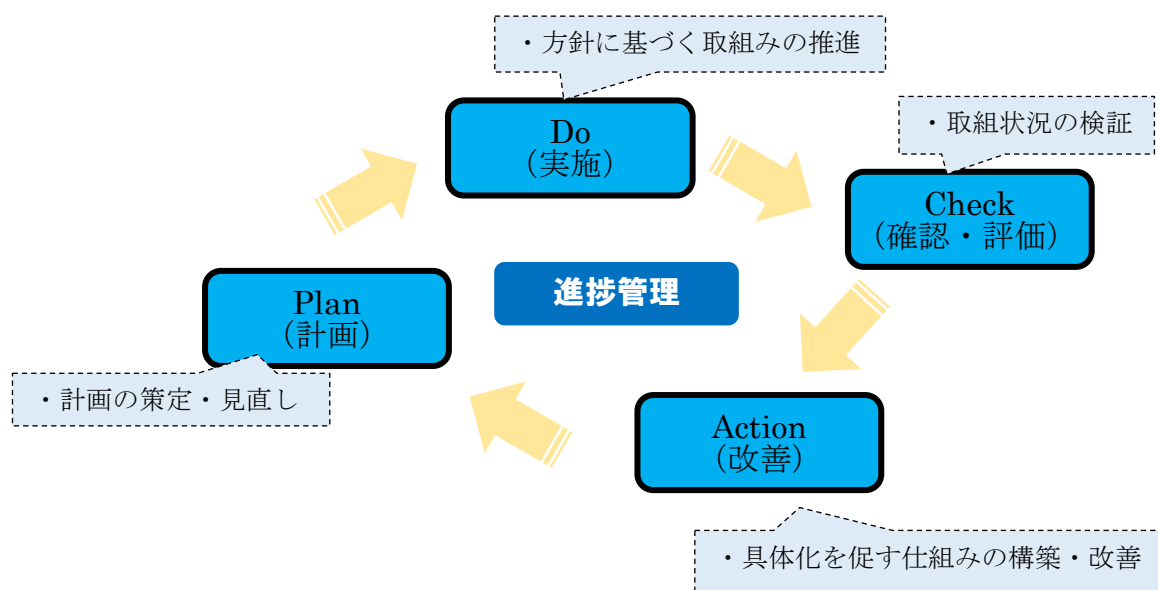 ・方針に基づく取組みの推進
Do
（実施）
・取組状況の検証
Check
（確認・評価）
進捗管理
Plan
（計画）
・計画の策定・見直し
Action
（改善）
・具体化を促す仕組みの構築・改善